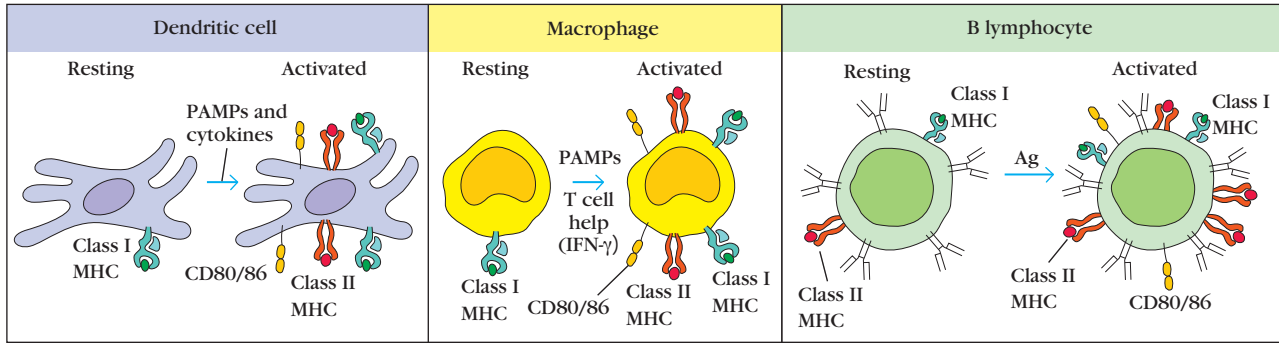 Dendritic cell
Resting
Activated
PAMPs and
cytokines
Class I
MHC
CD80/86
Class II
MHC
Macrophage
Resting
Activated
PAMPs
T cell
help
(IFN-γ)
Class I
MHC
CD80/86
Class II
MHC
Class I
MHC
B lymphocyte
Resting
Activated
Class I
MHC
Class I
MHC
Ag
Class II
MHC
Class II
MHC
CD80/86